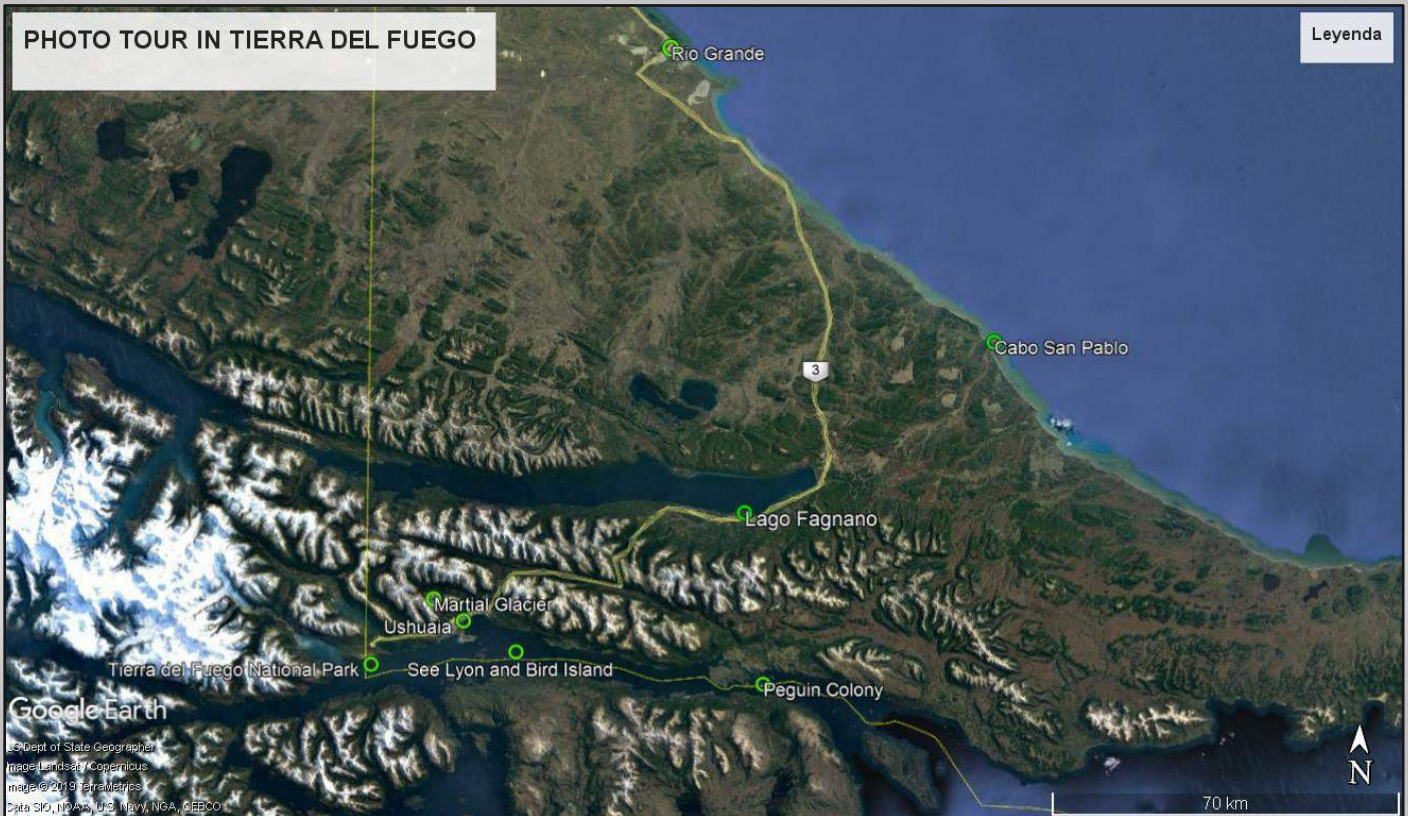 PHOTO TOUR IN TIERRA DEL FUEGO
Leyenda
Rio Grande
Cabo San Pablo
3
Lago Fagnano
Martial Glacier
Ushuaia
Tierra del Fuego National Park
See Lyon and Bird Island
Peguin Colony
Google Earth
US Dept of State Geographer
Image Landsat / Copernicus
Image © 2019 TerraMetrics
Data SIO, NOAA, U.S. Navy, NGA, GEBCO
N
70 km